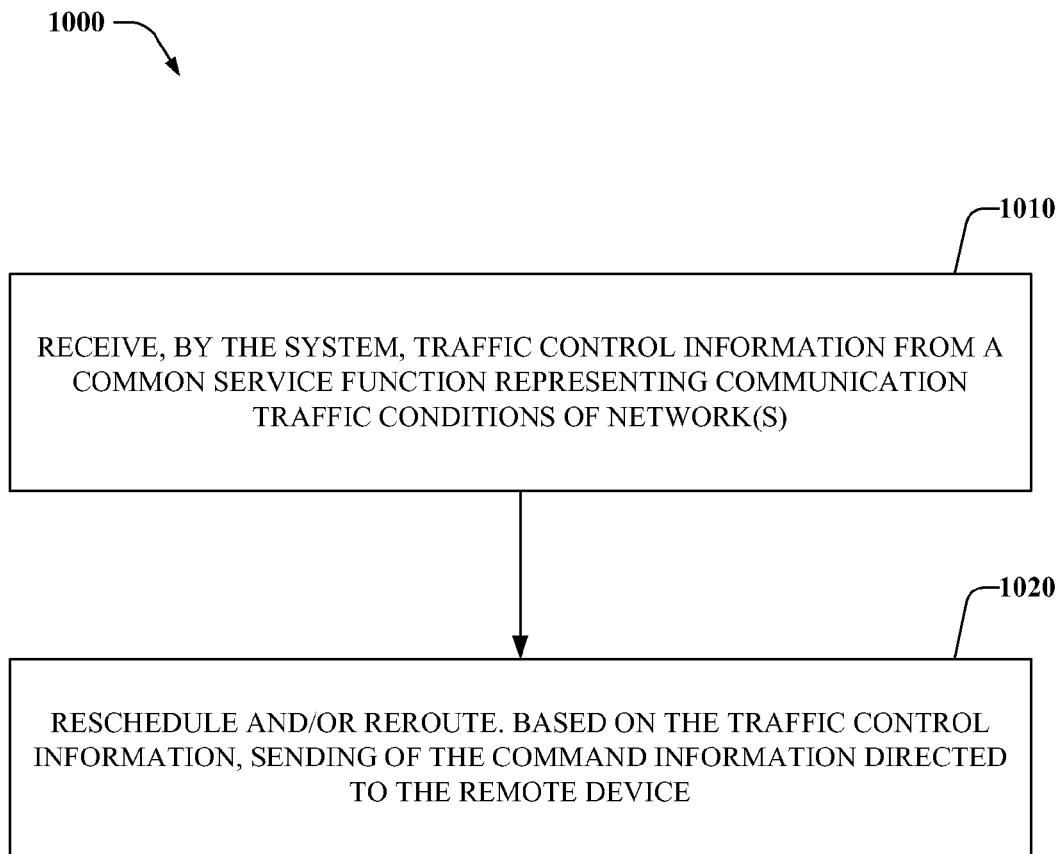 1000
1010
RECEIVE, BY THE SYSTEM, TRAFFIC CONTROL INFORMATION FROM A
COMMON SERVICE FUNCTION REPRESENTING COMMUNICATION
TRAFFIC CONDITIONS OF NETWORK(S)
1020
RESCHEDULE AND/OR REROUTE. BASED ON THE TRAFFIC CONTROL
INFORMATION, SENDING OF THE COMMAND INFORMATION DIRECTED
TO THE REMOTE DEVICE